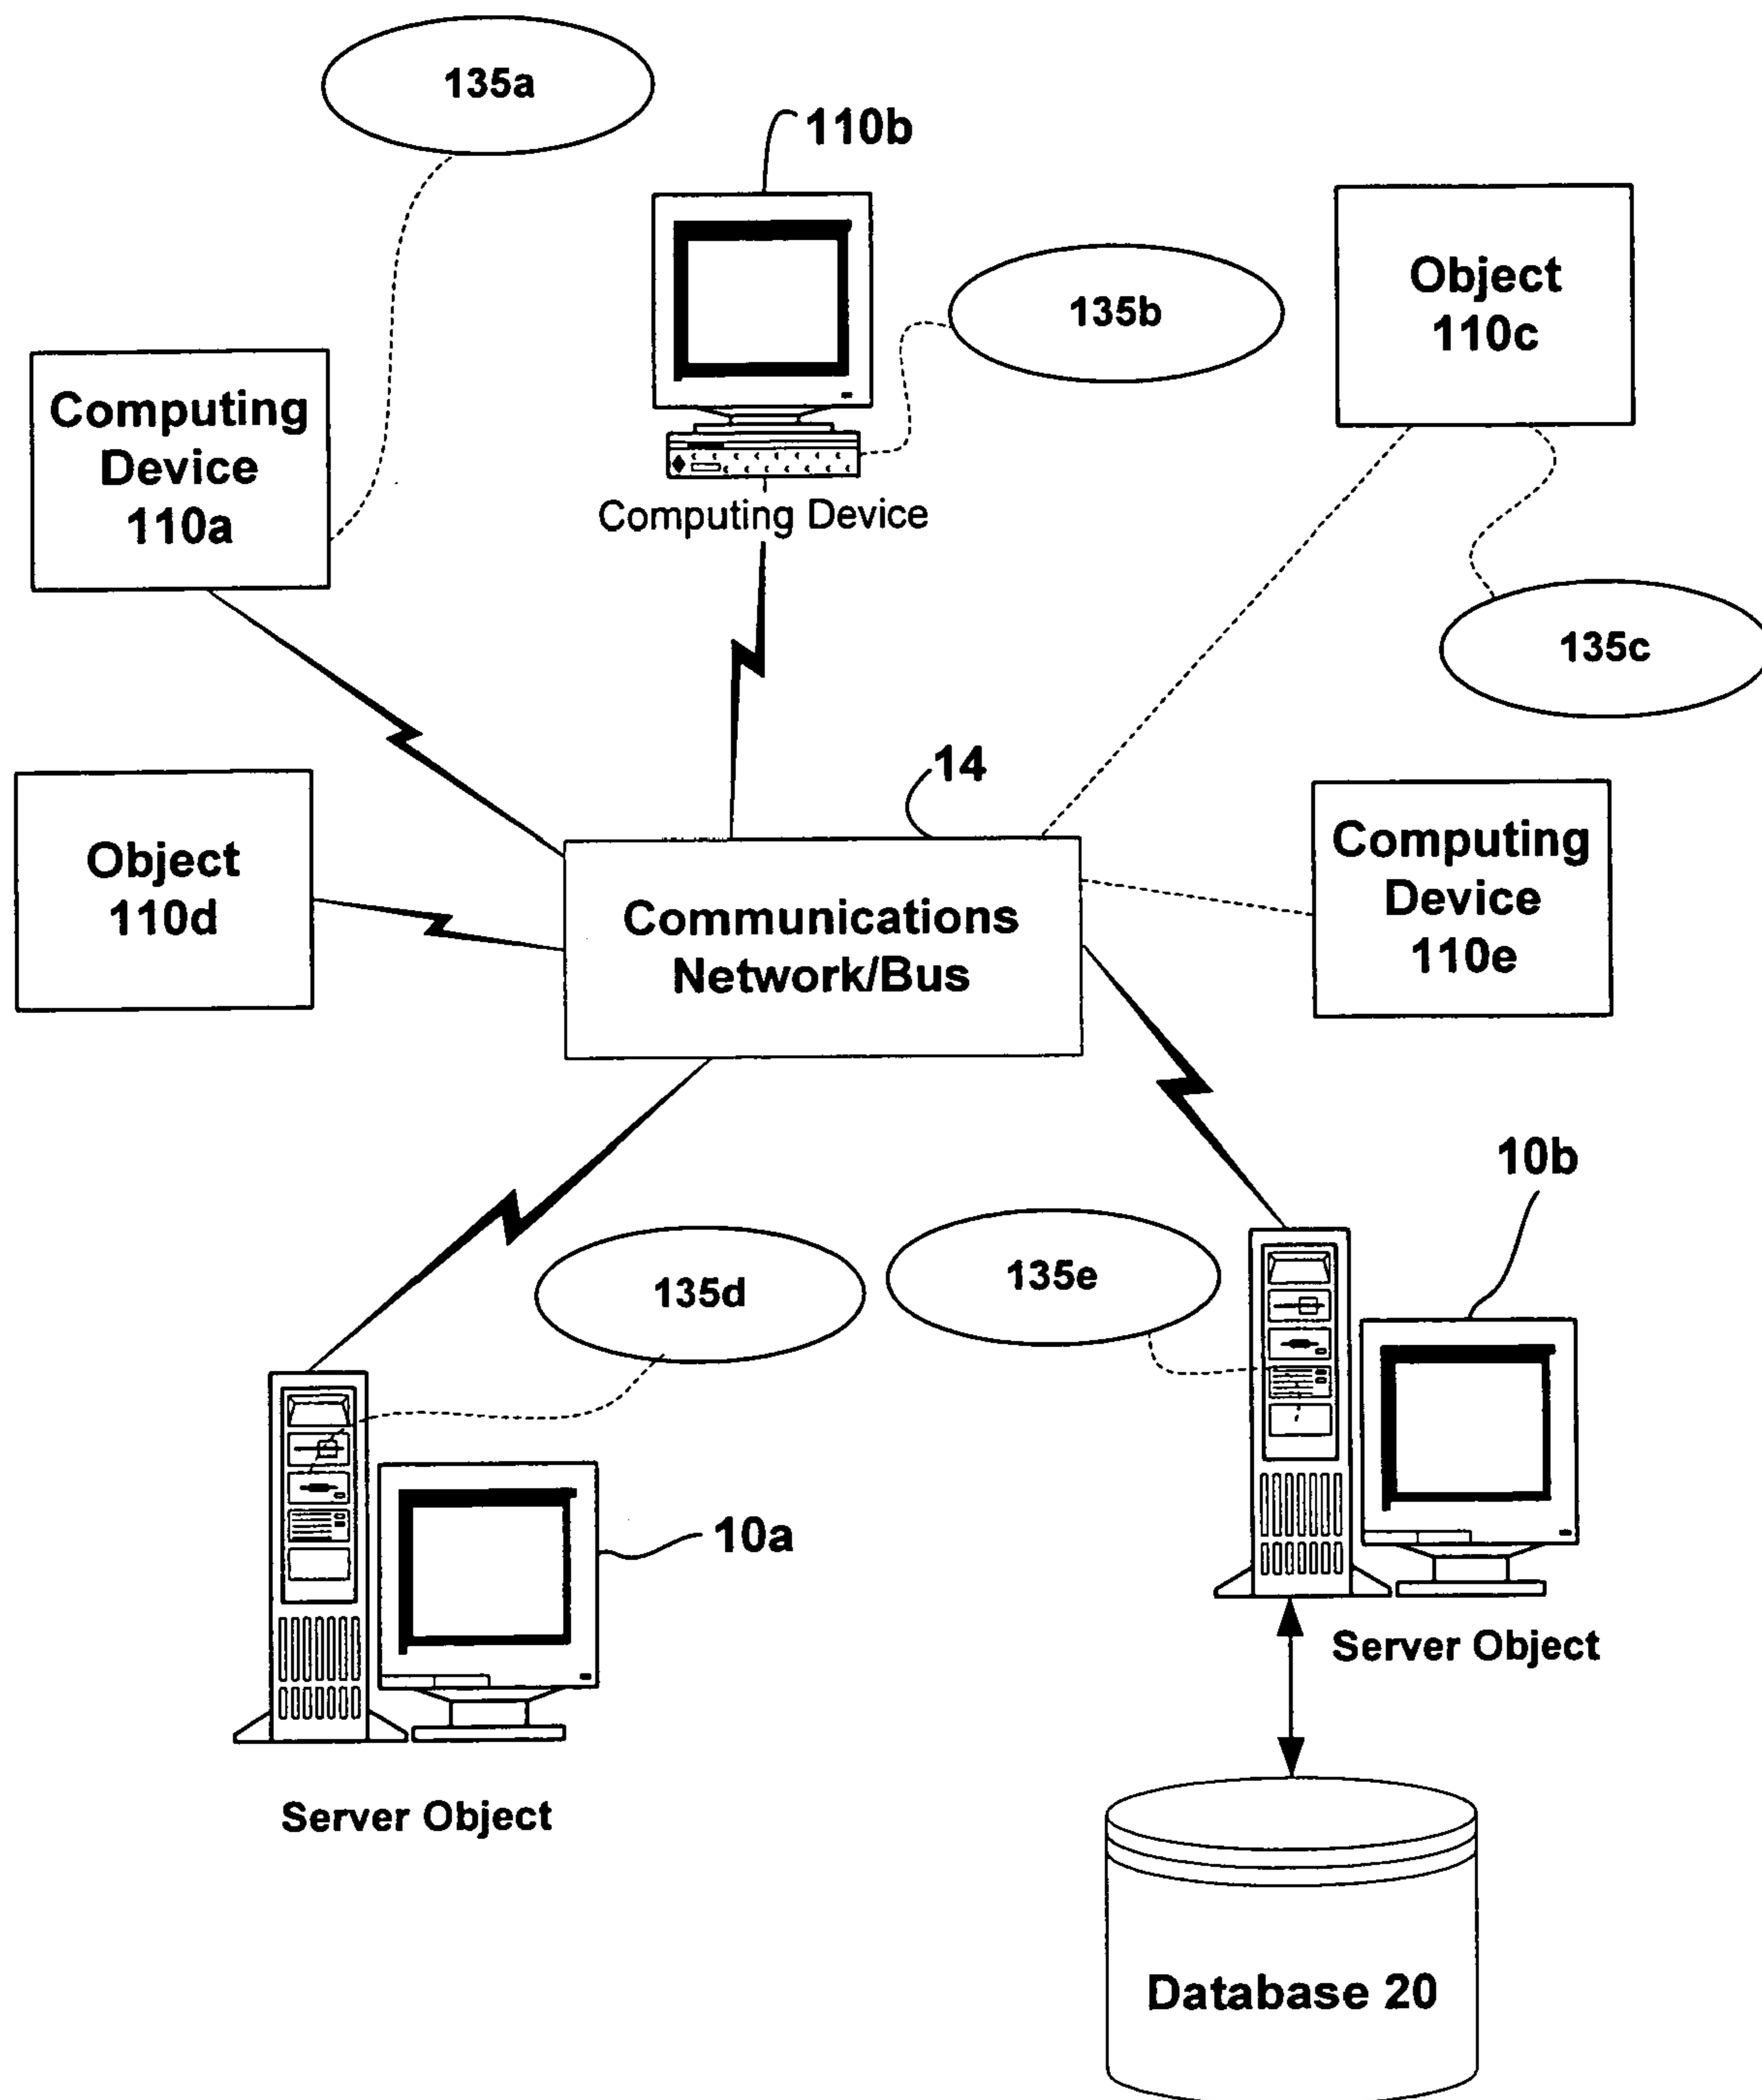 135a
110b
Object
110c
135b
Computing
Device
110a
Computing Device
135c
14
Object
110d
Computing
Device
110e
Communications
Network/Bus
10b
135d
135e
10a
Server Object
Server Object
Database 20